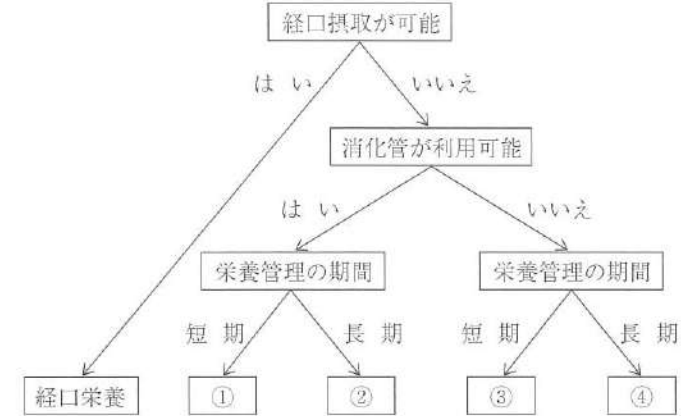 経口摂取が可能
はい
いいえ
消化管が利用可能
はい
いいえ
栄養管理の期間
栄養管理の期間
短期
長期
短期
長期
経口栄養
①
②
③
④